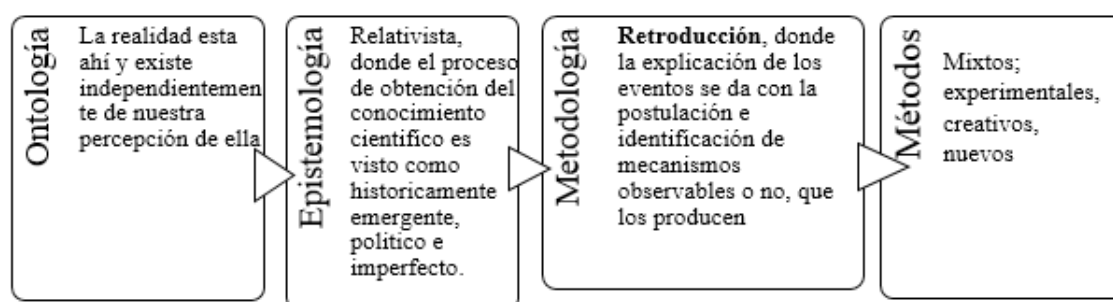 Ontología
La realidad esta
ahí y existe
independientemen
te de nuestra
percepción de ella
Epistemología
Relativista,
donde el proceso
de obtención del
conocimiento
cientifico es
visto como
historicamente
emergente,
politico e
imperfecto.
Metodología
Retroducción, donde
la explicación de los
eventos se da con la
postulación e
identificación de
mecanismos
observables o no, que
los producen
Métodos
Mixtos;
experimentales,
creativos,
nuevos